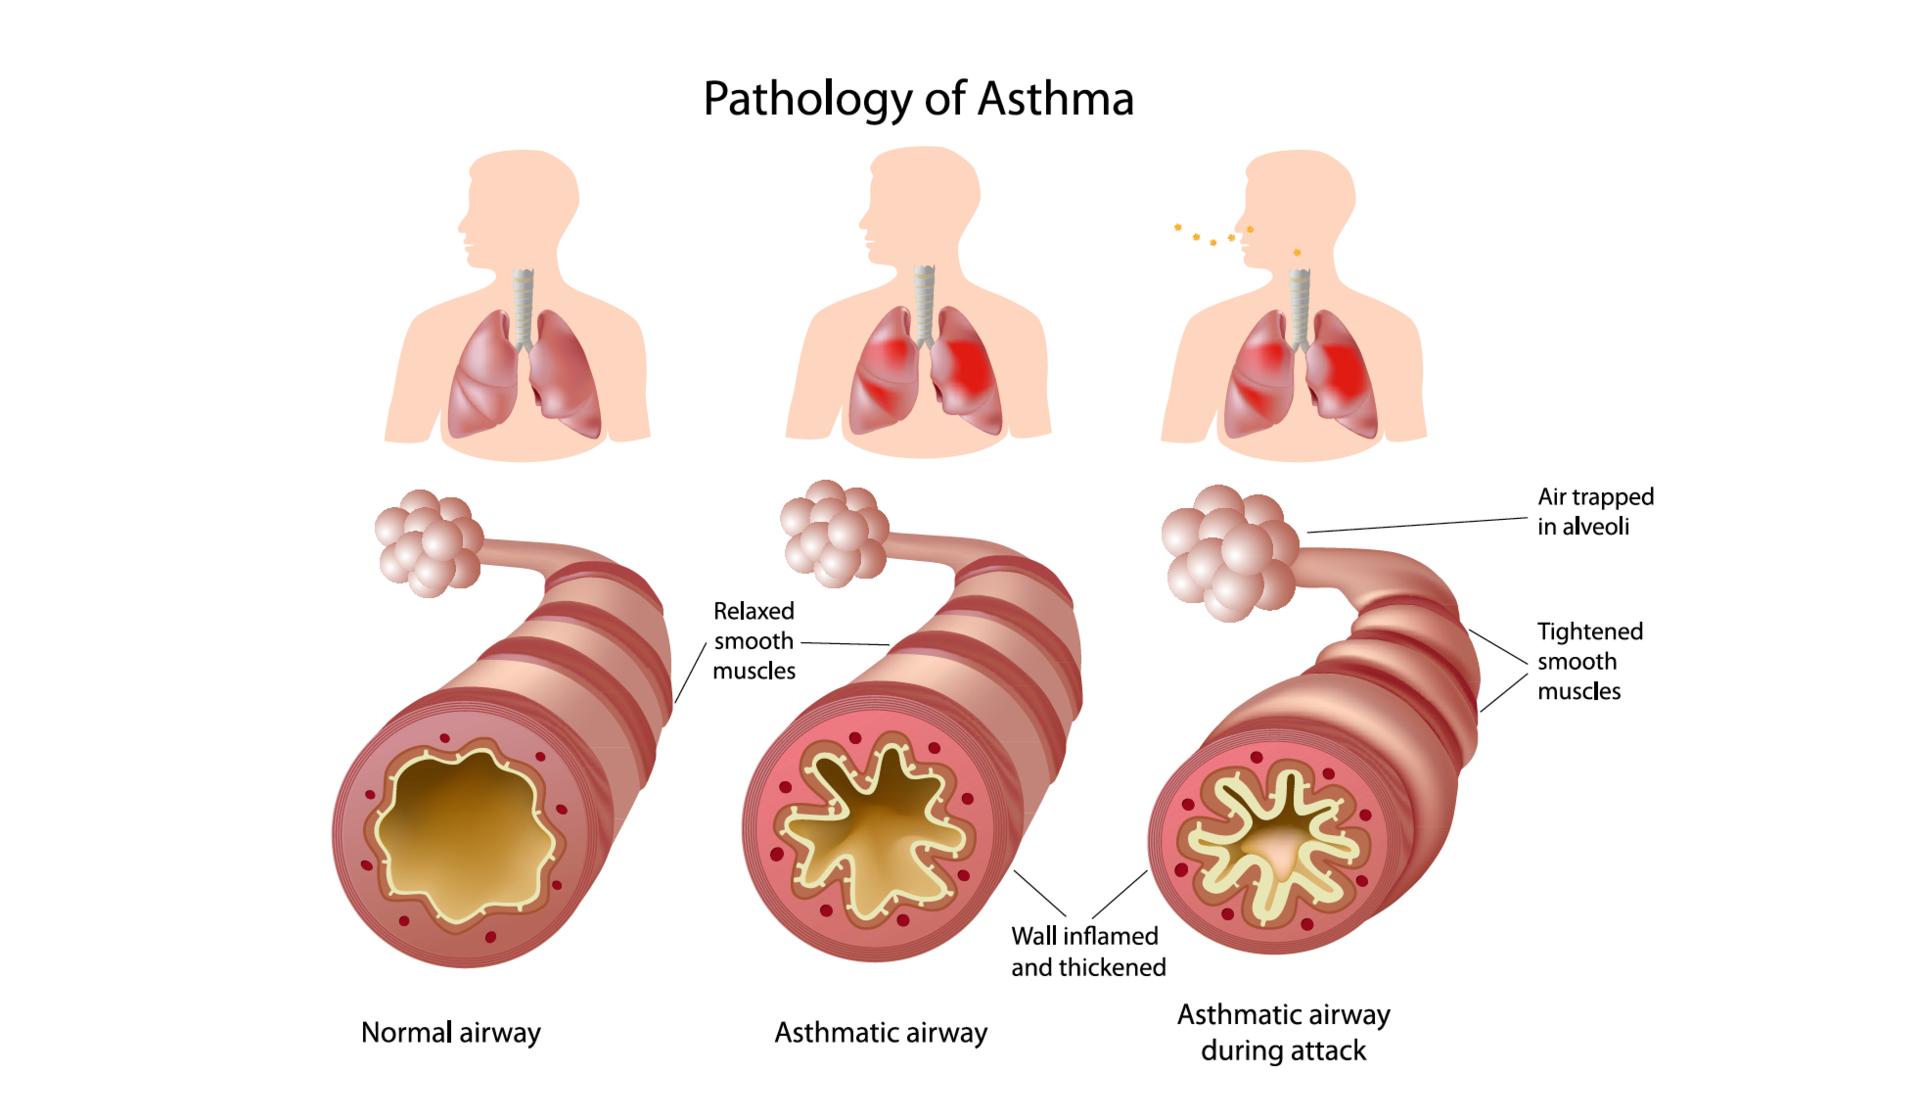 Pathology of Asthma
Air trapped
in alveoli
Relaxed
smooth
muscles
Tightened
smooth
muscles
Wall inflamed
and thickened
Normal airway
Asthmatic airway
Asthmatic airway
during attack